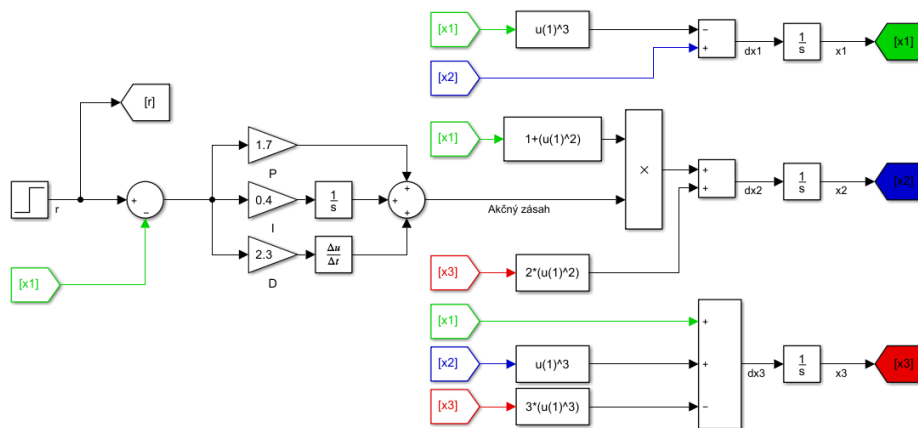 [x1]
u(1)^3
−
+
dx1
1
s
x1
[x1]
[x2]
[r]
r
+
−
[x1]
1.7
P
0.4
I
1
s
2.3
D
Δu
Δt
+
+
+
Akčný zásah
[x1]
1+(u(1)^2)
×
+
+
dx2
1
s
x2
[x2]
[x3]
2*(u(1)^2)
[x1]
+
[x2]
u(1)^3
+
dx3
1
s
x3
[x3]
[x3]
3*(u(1)^3)
−